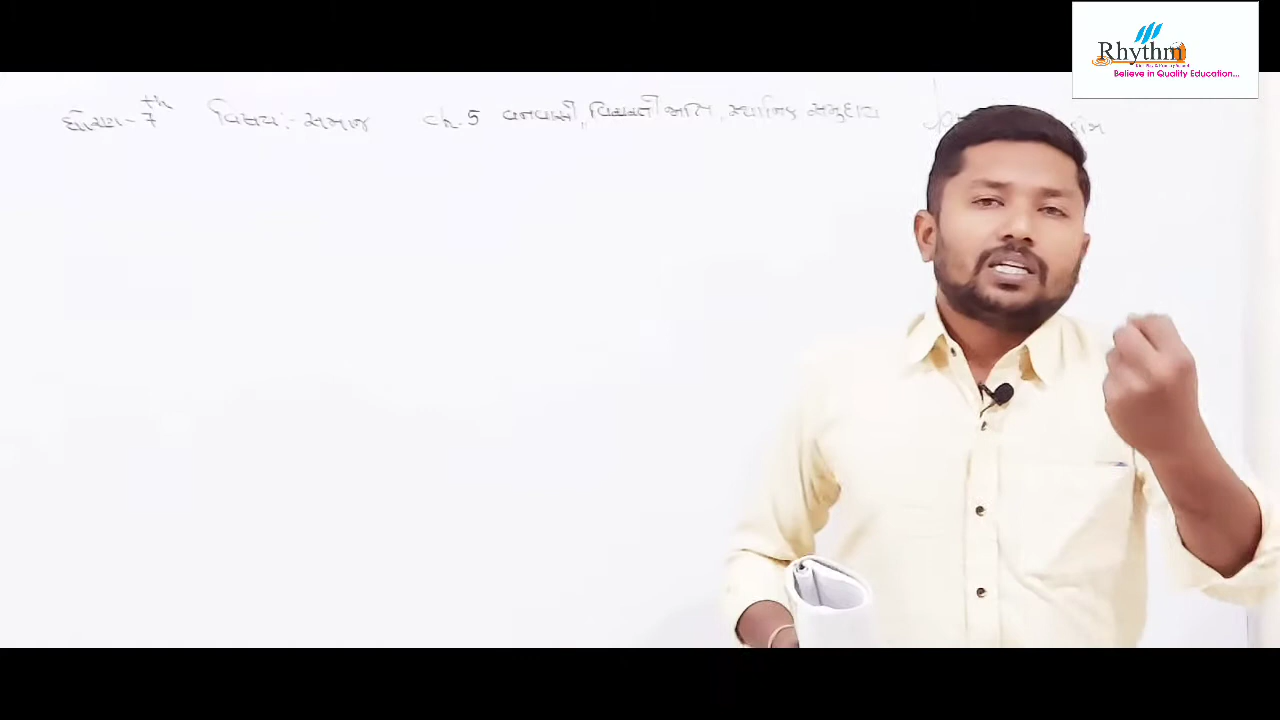 Rhythm
Believe in Quality Education...
ધોરણ - 7th વિષય :- સમાજ ch. 5 વનવાસી, વિચરતી જાતિ, સ્થાનિક સમુદાય